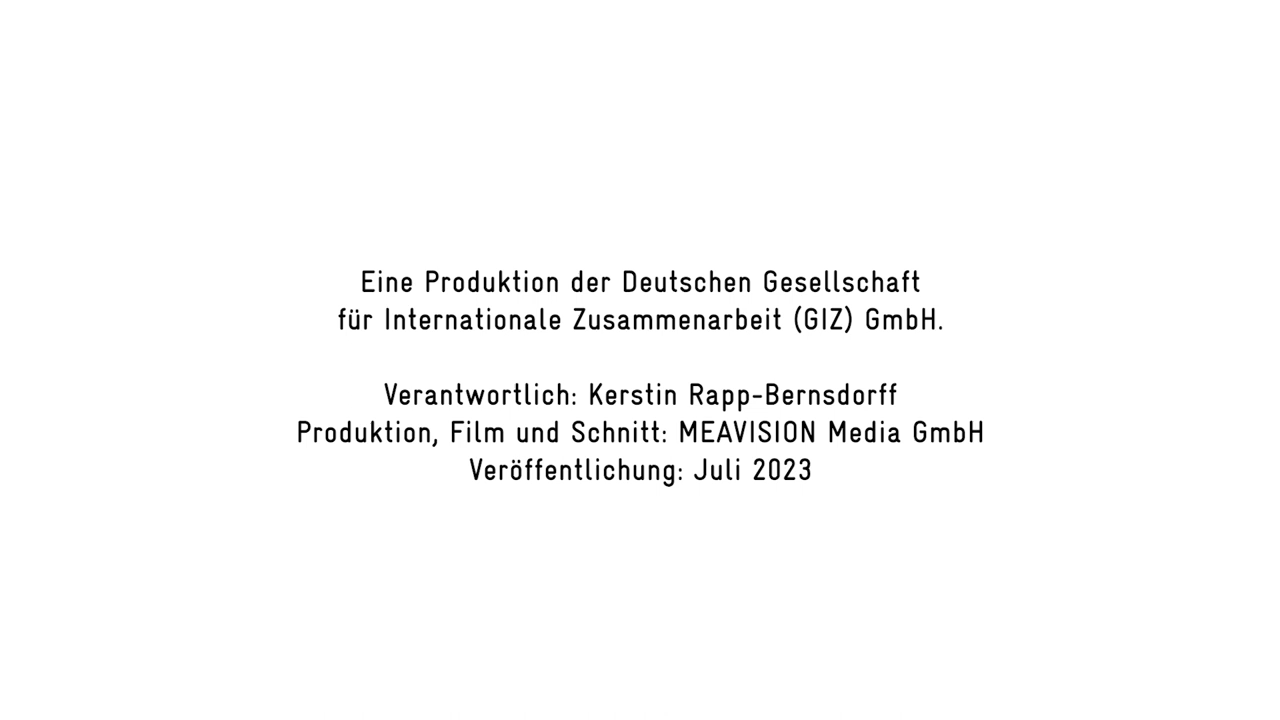 Eine Produktion der Deutschen Gesellschaft
für Internationale Zusammenarbeit (GIZ) GmbH.
Verantwortlich: Kerstin Rapp-Bernsdorff
Produktion, Film und Schnitt: MEAVISION Media GmbH
Veröffentlichung: Juli 2023